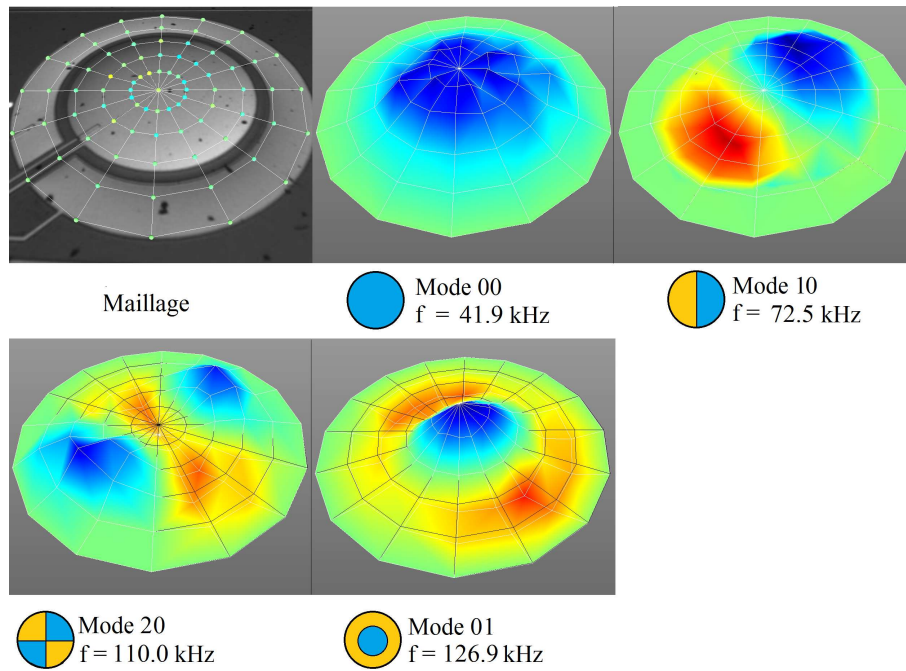 Maillage
Mode 00
f = 41.9 kHz
Mode 10
f = 72.5 kHz
Mode 20
f = 110.0 kHz
Mode 01
f = 126.9 kHz